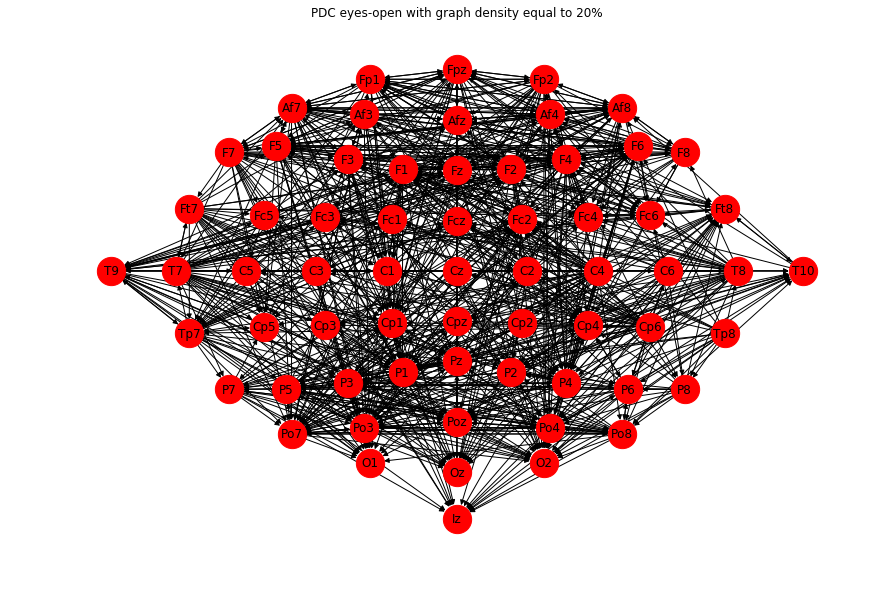 PDC eyes-open with graph density equal to 20%
Fp1 Fpz Fp2
Af7 Af3 Afz Af4 Af8
F7 F5 F3 F1 Fz F2 F4 F6 F8
Ft7 Fc5 Fc3 Fc1 Fcz Fc2 Fc4 Fc6 Ft8
T9 T7 C5 C3 C1 Cz C2 C4 C6 T8 T10
Tp7 Cp5 Cp3 Cp1 Cpz Cp2 Cp4 Cp6 Tp8
P7 P5 P3 P1 Pz P2 P4 P6 P8
Po7 Po3 Poz Po4 Po8
O1 Oz O2
Iz